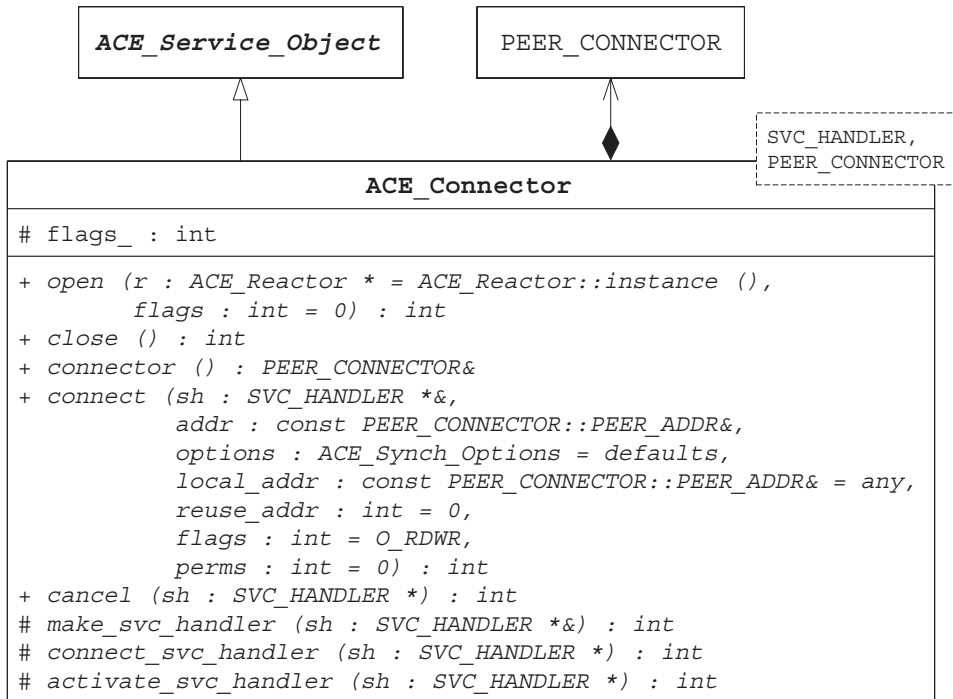 ACE_Service_Object
PEER_CONNECTOR
SVC_HANDLER,
PEER_CONNECTOR
ACE_Connector
# flags_ : int
+ open (r : ACE_Reactor * = ACE_Reactor::instance (),
flags : int = 0) : int
+ close () : int
+ connector () : PEER_CONNECTOR&
+ connect (sh : SVC_HANDLER *&,
addr : const PEER_CONNECTOR::PEER_ADDR&,
options : ACE_Synch_Options = defaults,
local_addr : const PEER_CONNECTOR::PEER_ADDR& = any,
reuse_addr : int = 0,
flags : int = O_RDWR,
perms : int = 0) : int
+ cancel (sh : SVC_HANDLER *) : int
# make_svc_handler (sh : SVC_HANDLER *&) : int
# connect_svc_handler (sh : SVC_HANDLER *) : int
# activate_svc_handler (sh : SVC_HANDLER *) : int